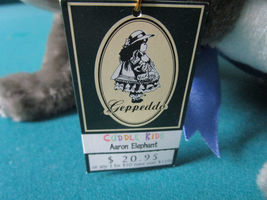 Geppeddo
CUDDLE KIDS
Aaron Elephant
$ 20.95